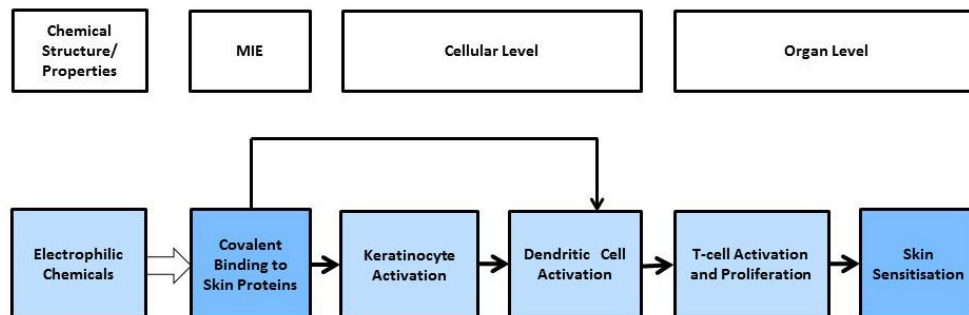 Chemical
Structure/
Properties
MIE
Cellular Level
Organ Level
Electrophilic
Chemicals
Covalent
Binding to
Skin Proteins
Keratinocyte
Activation
Dendritic Cell
Activation
T-cell Activation
and Proliferation
Skin
Sensitisation